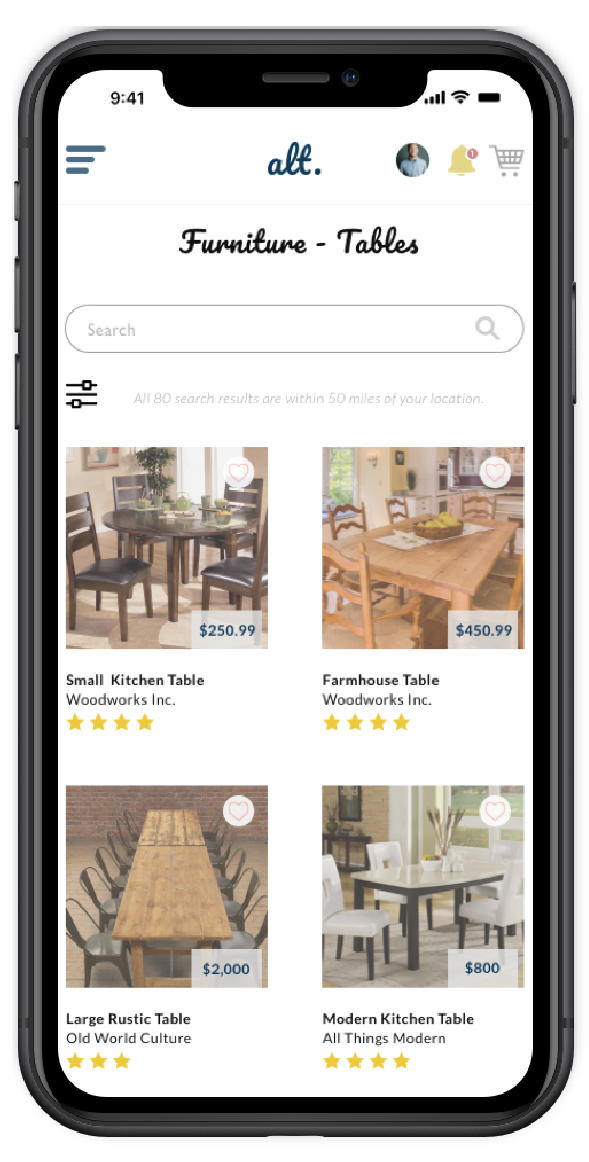 9:41
alt.
1
Furniture - Tables
Search
All 80 search results are within 50 miles of your location.
$250.99
$450.99
Small Kitchen Table
Farmhouse Table
Woodworks Inc.
Woodworks Inc.
$2,000
$800
Large Rustic Table
Modern Kitchen Table
Old World Culture
All Things Modern